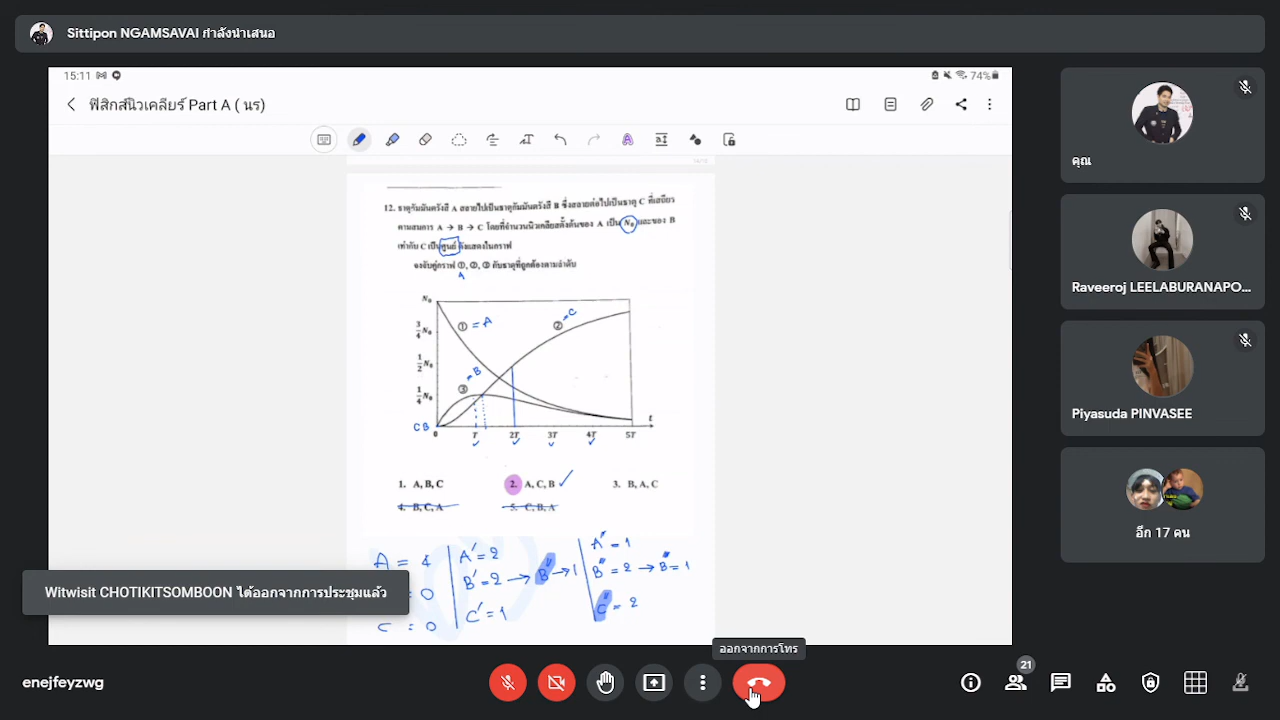 Sittipon NGAMSAVAI กำลังนำเสนอ
15:11
74%
ฟิสิกส์นิวเคลียร์ Part A ( นร)
12. ธาตุกัมมันตรังสี A สลายไปเป็นธาตุกัมมันตรังสี B ซึ่งสลายต่อไปเป็นธาตุ C ที่เสถียร
ตามสมการ A → B → C โดยที่จำนวนนิวเคลียสตั้งต้นของ A เป็น N₀ และของ B
เท่ากับ C เป็นศูนย์ ดังแสดงในกราฟ
จงจับคู่กราฟ ①, ②, ③ กับธาตุที่ถูกต้องตามลำดับ
A
N₀
3/4 N₀
1/2 N₀
1/4 N₀
① = A
② = C
③ = B
C B
0 T 2T 3T 4T 5T t
1. A, B, C 2. A, C, B ✓ 3. B, A, C
4. B, C, A 5. C, B, A
A = 4
= 0
C = 0
A' = 2
B' = 2 → B'' → 1
C' = 1
A'' = 1
B'' = 2 → B'' = 1
C'' = 2
Witwisit CHOTIKITSOMBOON ได้ออกจากการประชุมแล้ว
ออกจากการโทร
enejfeyzwg
21
คุณ
Raveeroj LEELABURANAPO...
Piyasuda PINVASEE
อีก 17 คน